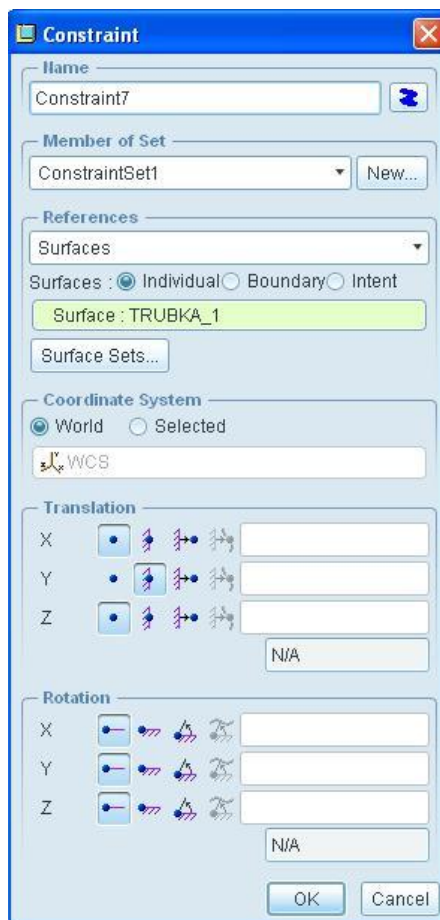 Constraint
Name
Constraint7
Member of Set
ConstraintSet1
New...
References
Surfaces
Surfaces : Individual Boundary Intent
Surface : TRUBKA_1
Surface Sets...
Coordinate System
World Selected
WCS
Translation
X
Y
Z
N/A
Rotation
X
Y
Z
N/A
OK Cancel